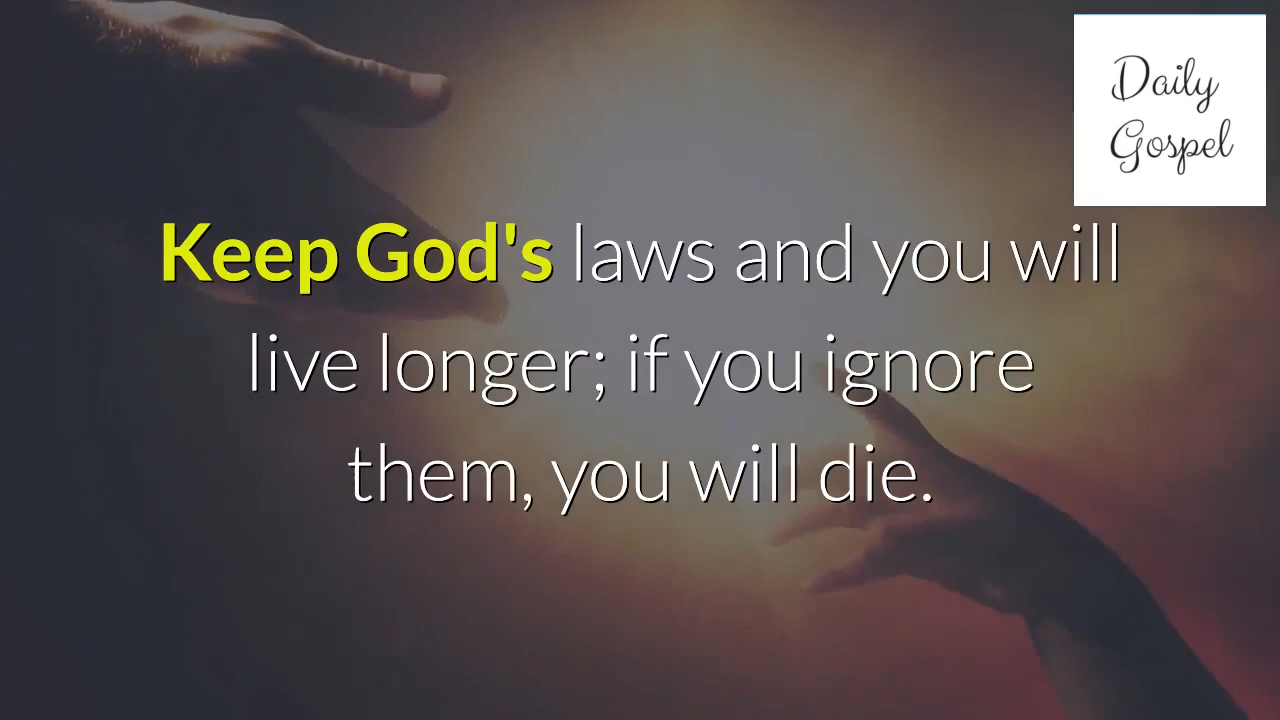 Daily
Gospel
Keep God's laws and you will
live longer; if you ignore
them, you will die.